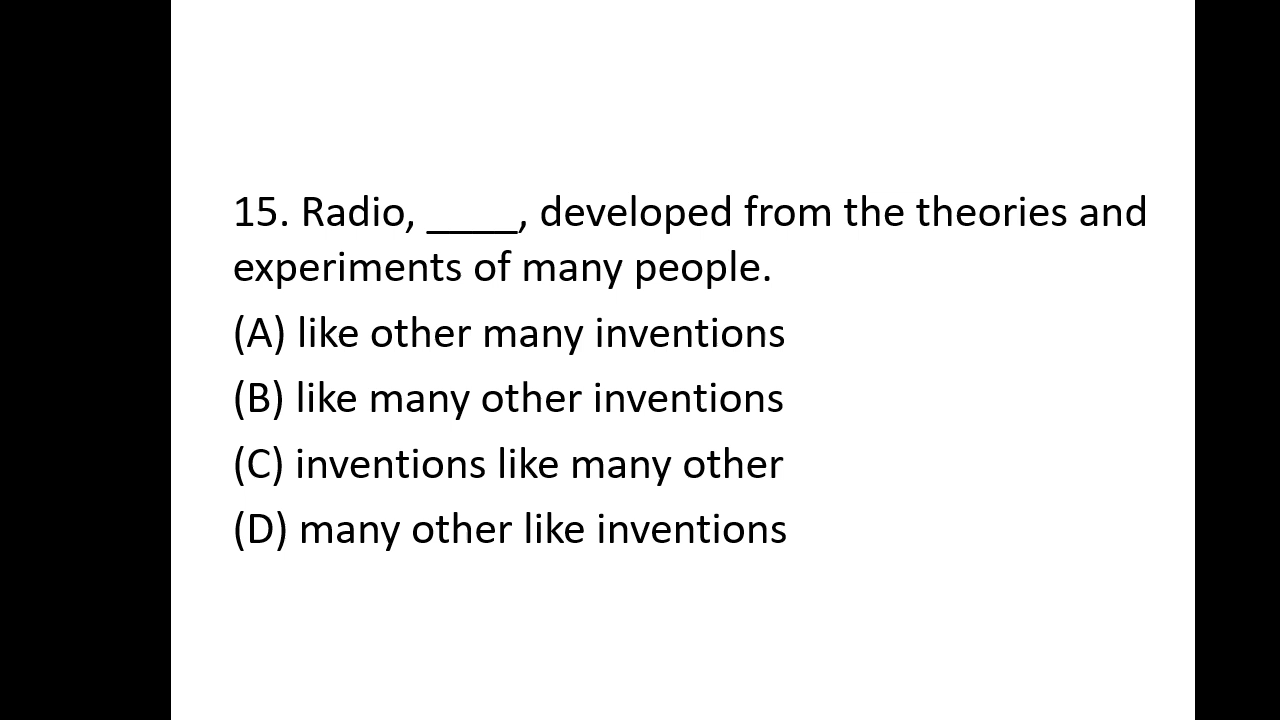 15. Radio, ____, developed from the theories and
experiments of many people.
(A) like other many inventions
(B) like many other inventions
(C) inventions like many other
(D) many other like inventions